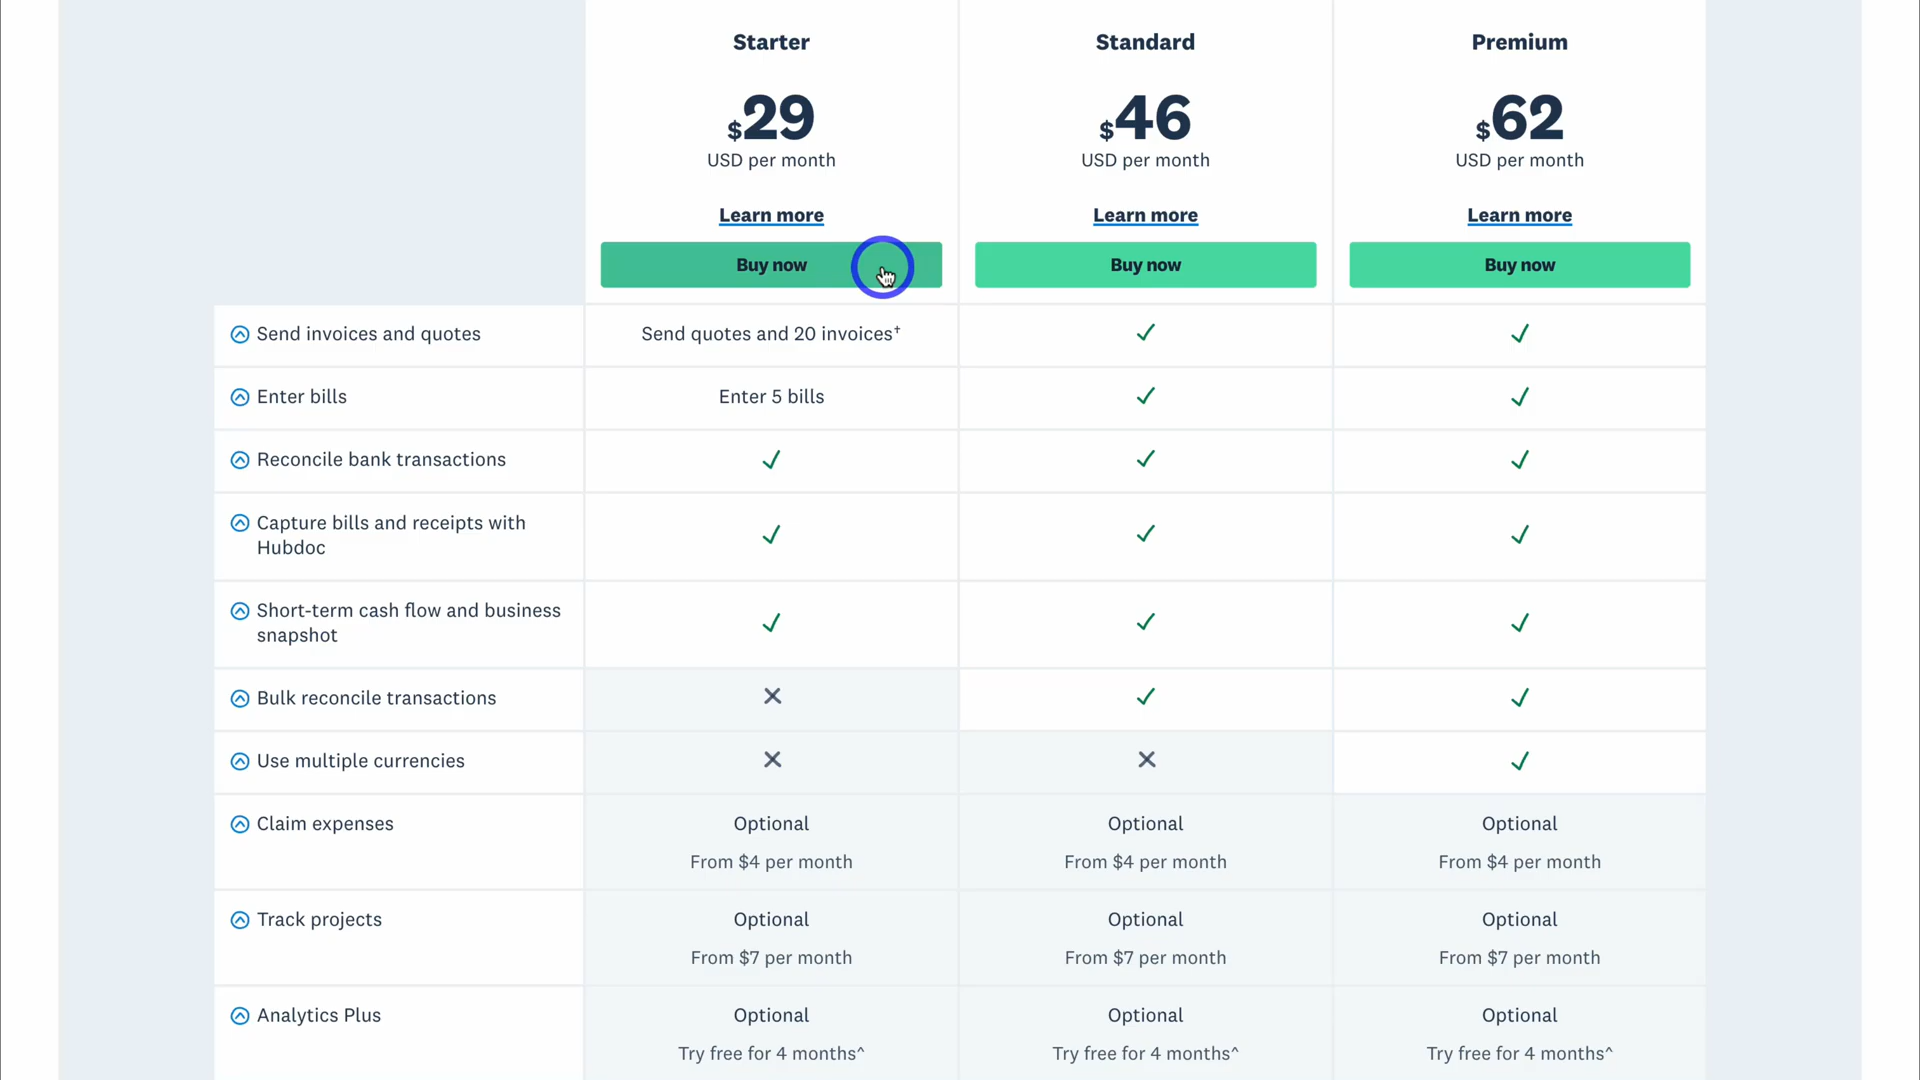 Starter
Standard
Premium
$29
$46
$62
USD per month
USD per month
USD per month
Learn more
Learn more
Learn more
Buy now
Buy now
Buy now
Send invoices and quotes
Send quotes and 20 invoices†
Enter bills
Enter 5 bills
Reconcile bank transactions
Capture bills and receipts with
Hubdoc
Short-term cash flow and business
snapshot
Bulk reconcile transactions
Use multiple currencies
Claim expenses
Optional
Optional
Optional
From $4 per month
From $4 per month
From $4 per month
Track projects
Optional
Optional
Optional
From $7 per month
From $7 per month
From $7 per month
Analytics Plus
Optional
Optional
Optional
Try free for 4 months^
Try free for 4 months^
Try free for 4 months^